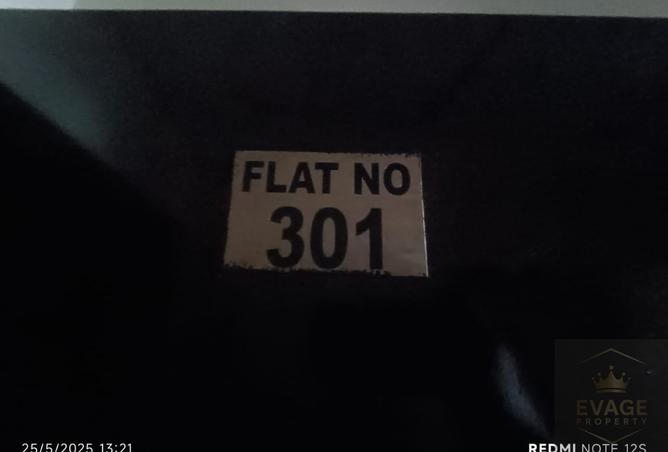 FLAT NO
301
EVAGE
PROPERTY
25/5/2025 13:21
REDMI NOTE 12S